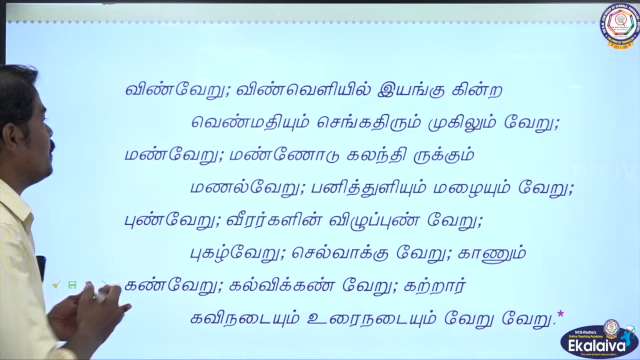 விண்வேறு; விண்வெளியில் இயங்கு கின்ற
வெண்மதியும் செங்கதிரும் முகிலும் வேறு;
மண்வேறு; மண்ணோடு கலந்தி ருக்கும்
மணல்வேறு; பனித்துளியும் மழையும் வேறு;
புண்வேறு; வீரர்களின் விழுப்புண் வேறு;
புகழ்வேறு; செல்வாக்கு வேறு; காணும்
கண்வேறு; கல்விக்கண் வேறு; கற்றார்
கவிநடையும் உரைநடையும் வேறு வேறு.*
Ekalaiva